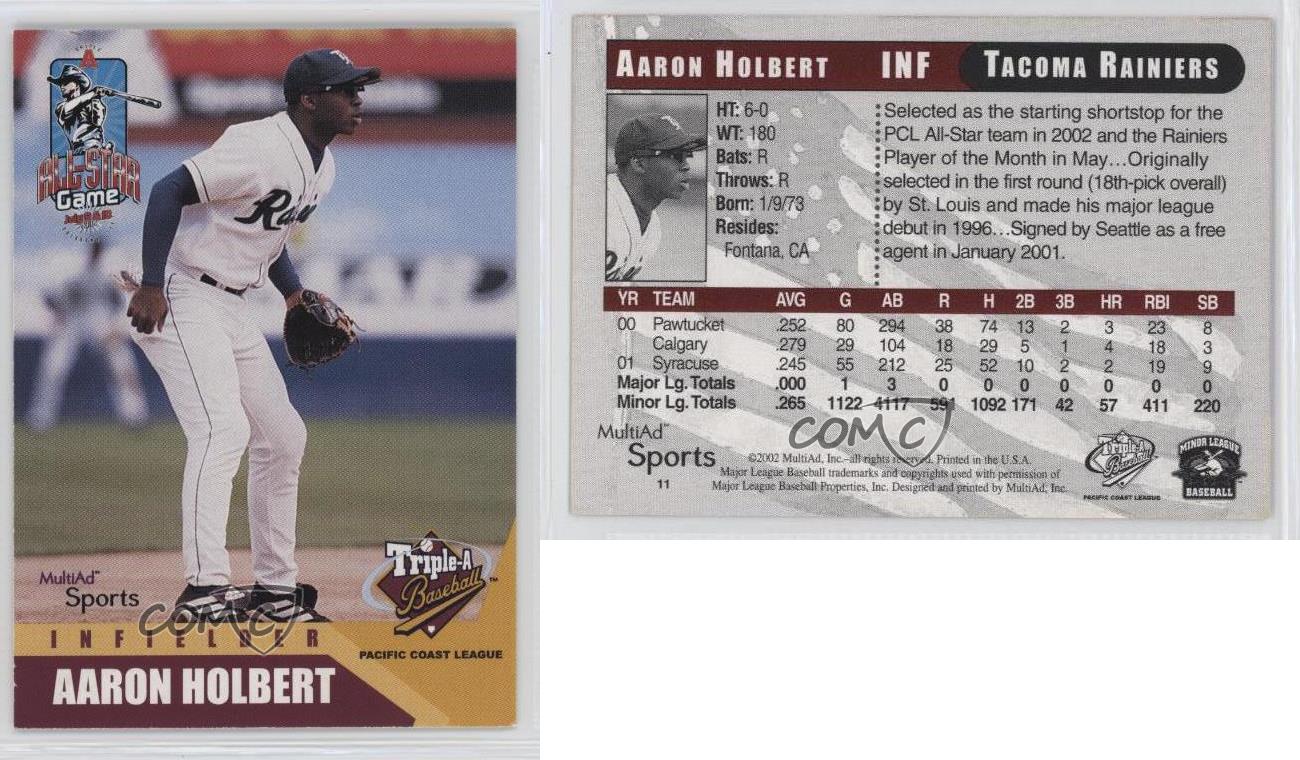 TRIPLE
A
ALL-STAR
Game
Rainiers
MultiAd™
Sports
COMC
INFIELDER
AARON HOLBERT
Triple-A
Baseball™
PACIFIC COAST LEAGUE
AARON HOLBERT INF TACOMA RAINIERS
HT: 6-0
WT: 180
Bats: R
Throws: R
Born: 1/9/73
Resides:
Fontana, CA
Selected as the starting shortstop for the
PCL All-Star team in 2002 and the Rainiers
Player of the Month in May...Originally
selected in the first round (18th-pick overall)
by St. Louis and made his major league
debut in 1996...Signed by Seattle as a free
agent in January 2001.
YR TEAM AVG G AB R H 2B 3B HR RBI SB
00 Pawtucket .252 80 294 38 74 13 2 3 23 8
Calgary .279 29 104 18 29 5 1 4 18 3
01 Syracuse .245 55 212 25 52 10 2 2 19 9
Major Lg. Totals .000 1 3 0 0 0 0 0 0 0
Minor Lg. Totals .265 1122 4117 591 1092 171 42 57 411 220
COMC
MultiAd™
Sports
11
©2002 MultiAd, Inc.–all rights reserved. Printed in the U.S.A.
Major League Baseball trademarks and copyrights used with permission of
Major League Baseball Properties, Inc. Designed and printed by MultiAd, Inc.
Triple-A
Baseball
PACIFIC COAST LEAGUE
MINOR LEAGUE
BASEBALL